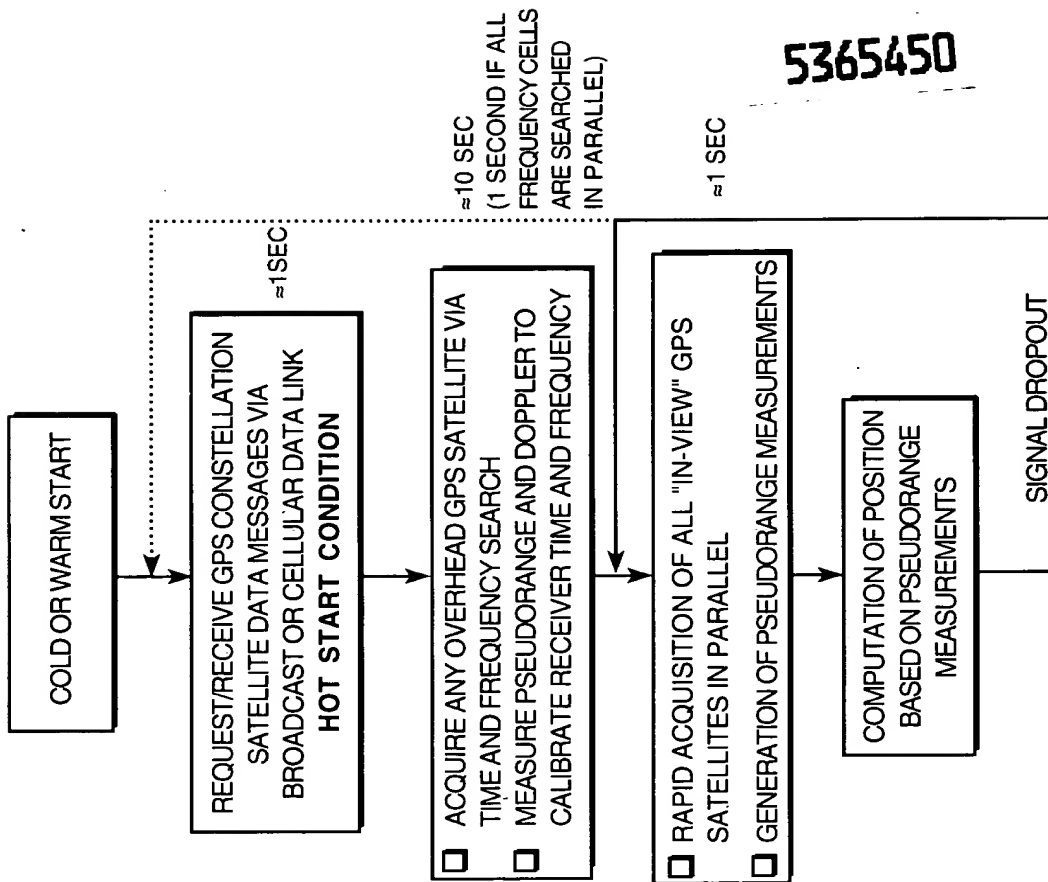 COLD OR WARM START
REQUEST/RECEIVE GPS CONSTELLATION
SATELLITE DATA MESSAGES VIA
BROADCAST OR CELLULAR DATA LINK
HOT START CONDITION
≈1SEC
ACQUIRE ANY OVERHEAD GPS SATELLITE VIA
TIME AND FREQUENCY SEARCH
MEASURE PSEUDORANGE AND DOPPLER TO
CALIBRATE RECEIVER TIME AND FREQUENCY
≈10 SEC
(1 SECOND IF ALL
FREQUENCY CELLS
ARE SEARCHED
IN PARALLEL)
RAPID ACQUISITION OF ALL "IN-VIEW" GPS
SATELLITES IN PARALLEL
GENERATION OF PSEUDORANGE MEASUREMENTS
≈1 SEC
COMPUTATION OF POSITION
BASED ON PSUDORANGE
MEASUREMENTS
SIGNAL DROPOUT
5365450